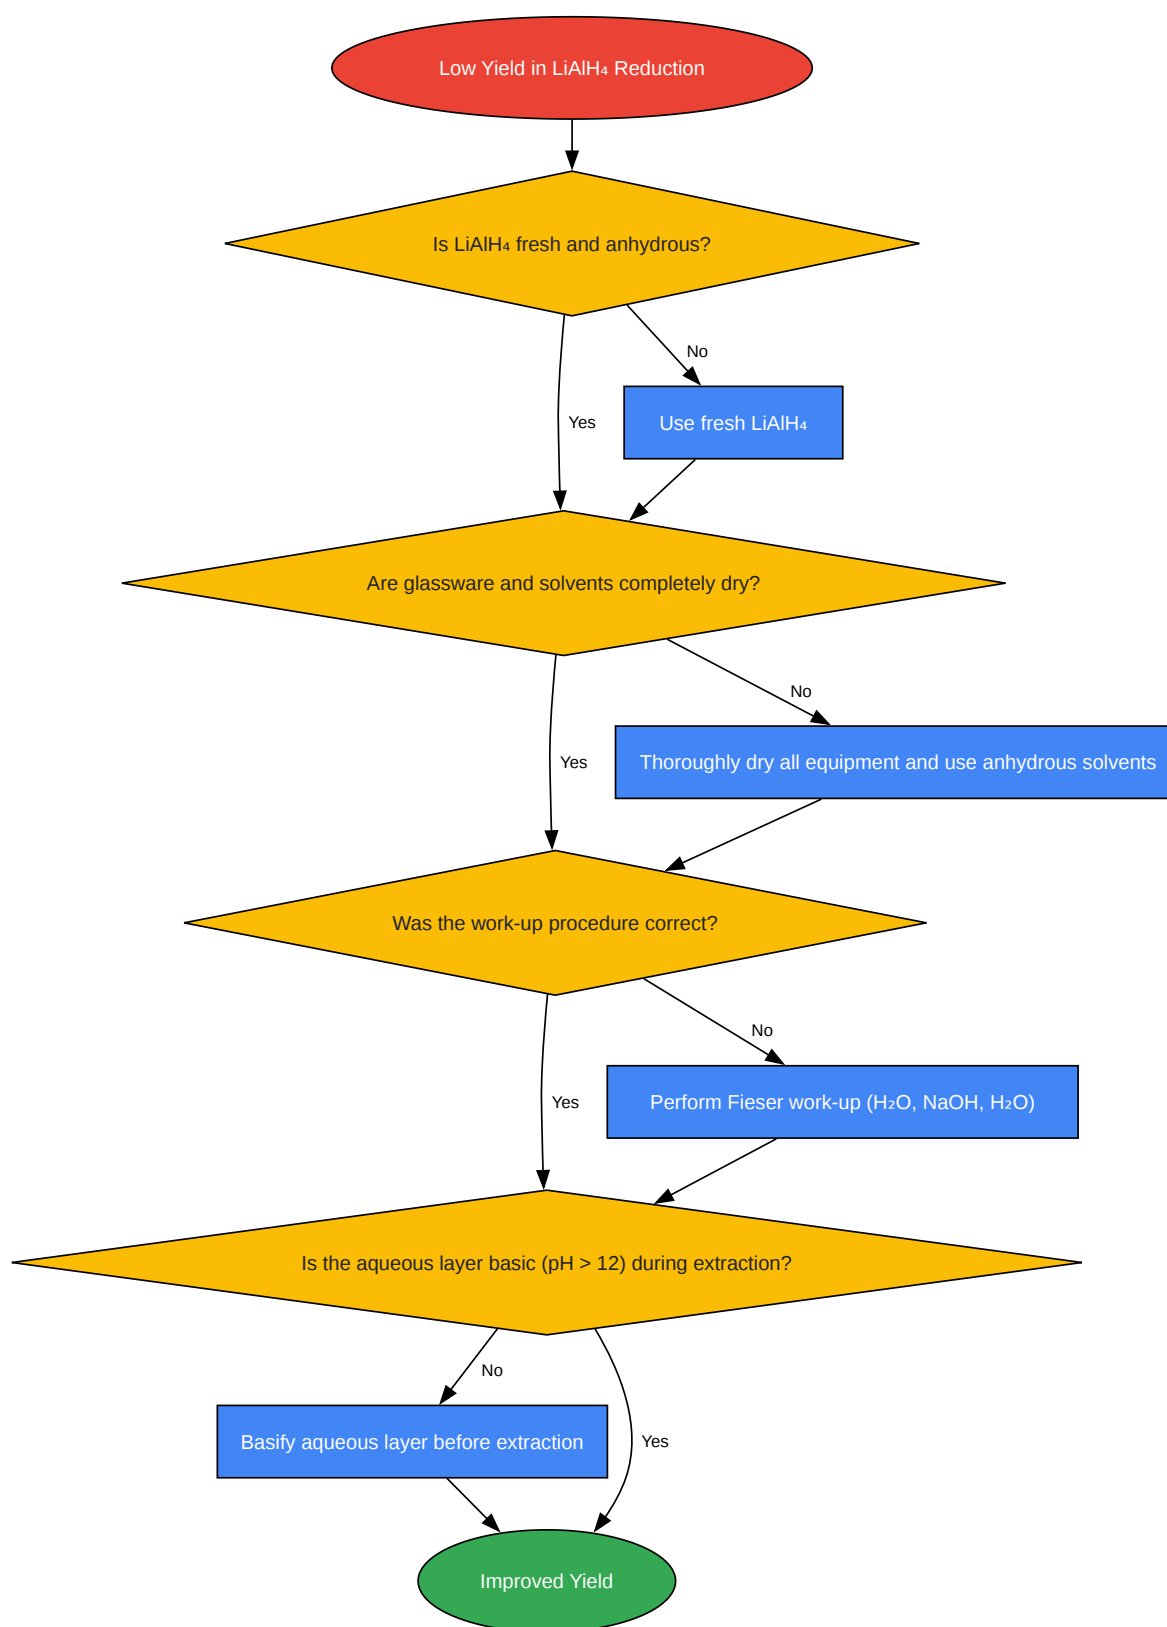 Low Yield in LiAlH₄ Reduction
Is LiAlH₄ fresh and anhydrous?
No
Use fresh LiAlH₄
Yes
Are glassware and solvents completely dry?
No
Yes
Thoroughly dry all equipment and use anhydrous solvents
Was the work-up procedure correct?
No
Yes
Perform Fieser work-up (H₂O, NaOH, H₂O)
Is the aqueous layer basic (pH > 12) during extraction?
No
Basify aqueous layer before extraction
Yes
Improved Yield